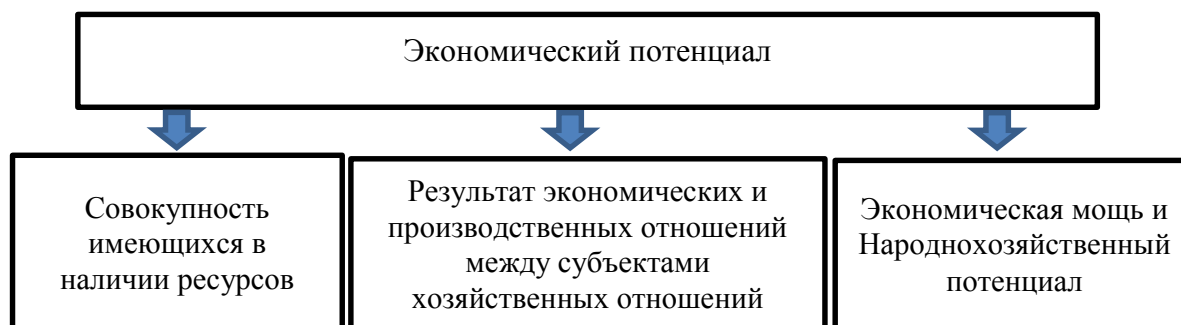 Экономический потенциал
Совокупность
имеющихся в
наличии ресурсов
Результат экономических и
производственных отношений
между субъектами
хозяйственных отношений
Экономическая мощь и
Народнохозяйственный
потенциал